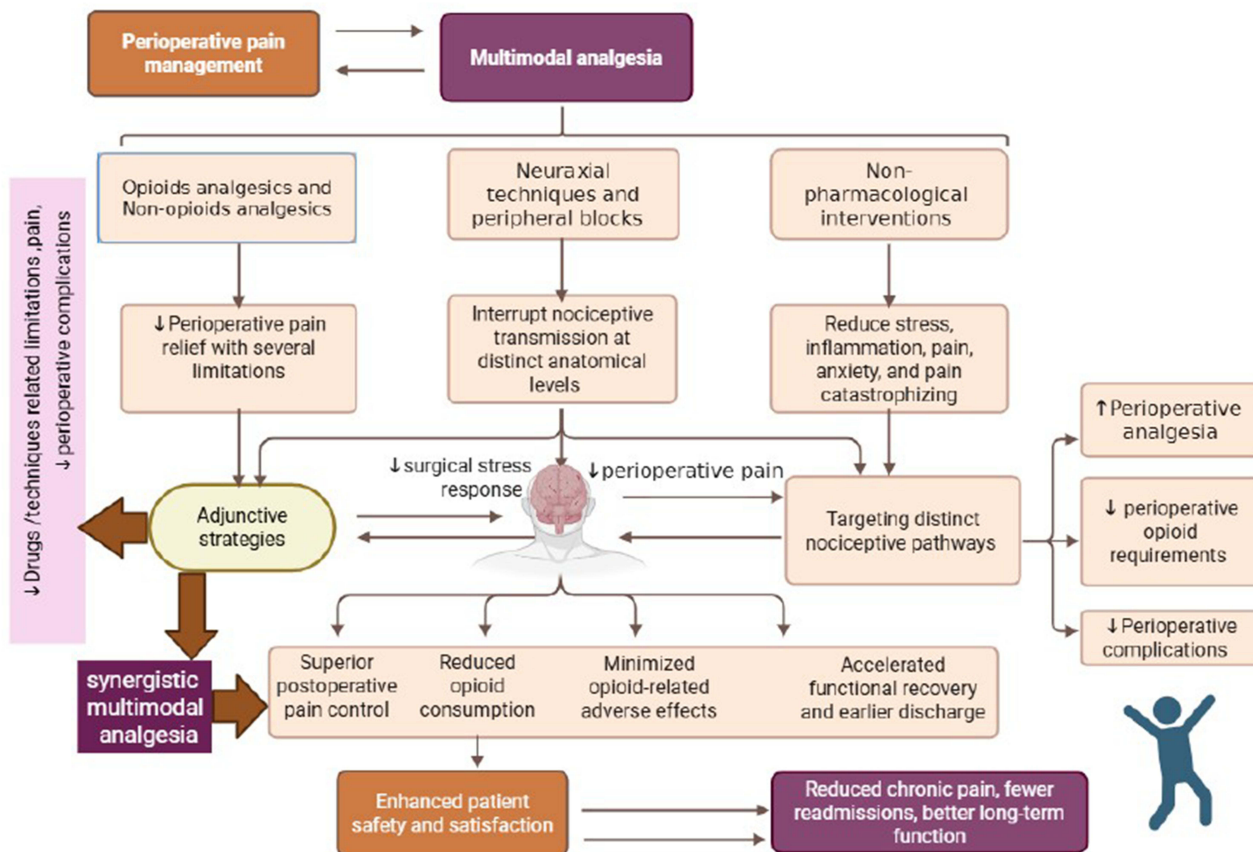 Perioperative pain
management
Multimodal analgesia
Opioids analgesics and
Non-opioids analgesics
Neuraxial
techniques and
peripheral blocks
Non-
pharmacological
interventions
↓Drugs /techniques related limitations ,pain,
↓perioperative complications
↓Perioperative pain
relief with several
limitations
Interrupt nociceptive
transmission at
distinct anatomical
levels
Reduce stress,
inflammation, pain,
anxiety, and pain
catastrophizing
↑Perioperative
analgesia
↓surgical stress
response
↓perioperative pain
Adjunctive
strategies
Targeting distinct
nociceptive pathways
↓ perioperative
opioid
requirements
↓Perioperative
complications
synergistic
multimodal
analgesia
Superior
postoperative
pain control
Reduced
opioid
consumption
Minimized
opioid-related
adverse effects
Accelerated
functional recovery
and earlier discharge
Enhanced patient
safety and satisfaction
Reduced chronic pain, fewer
readmissions, better long-term
function